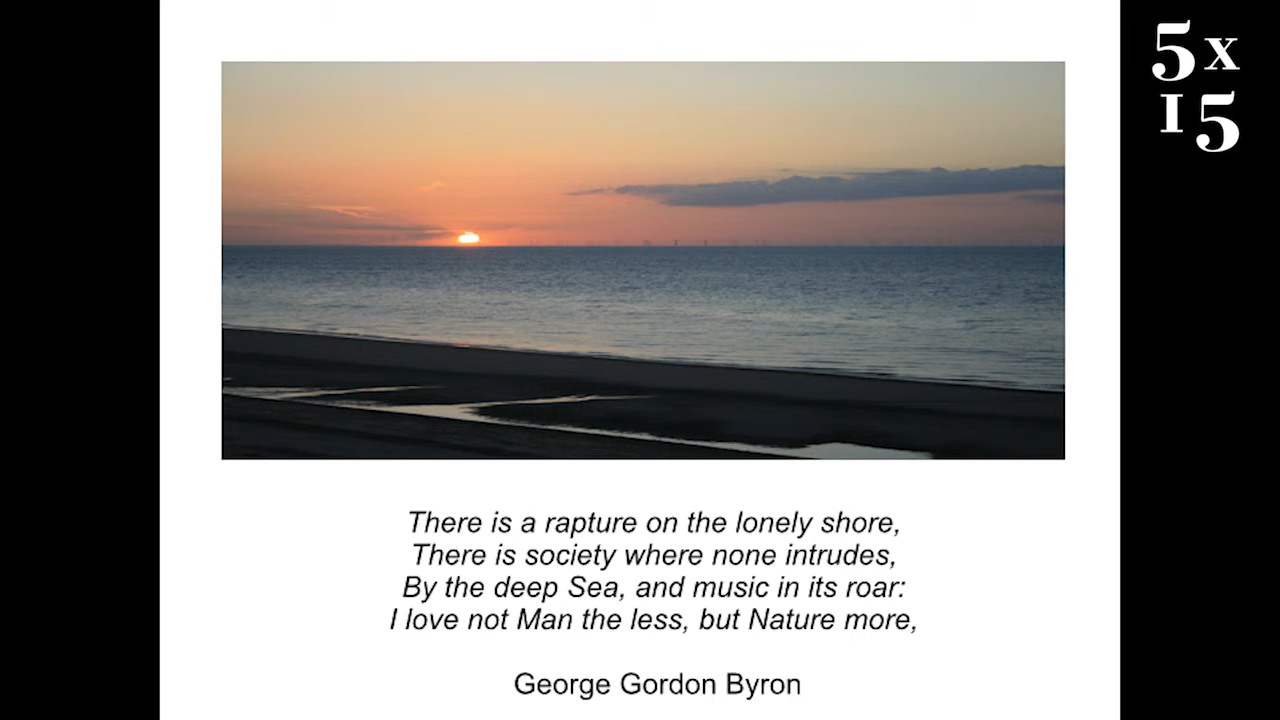 5x
15
There is a rapture on the lonely shore,
There is society where none intrudes,
By the deep Sea, and music in its roar:
I love not Man the less, but Nature more,
George Gordon Byron